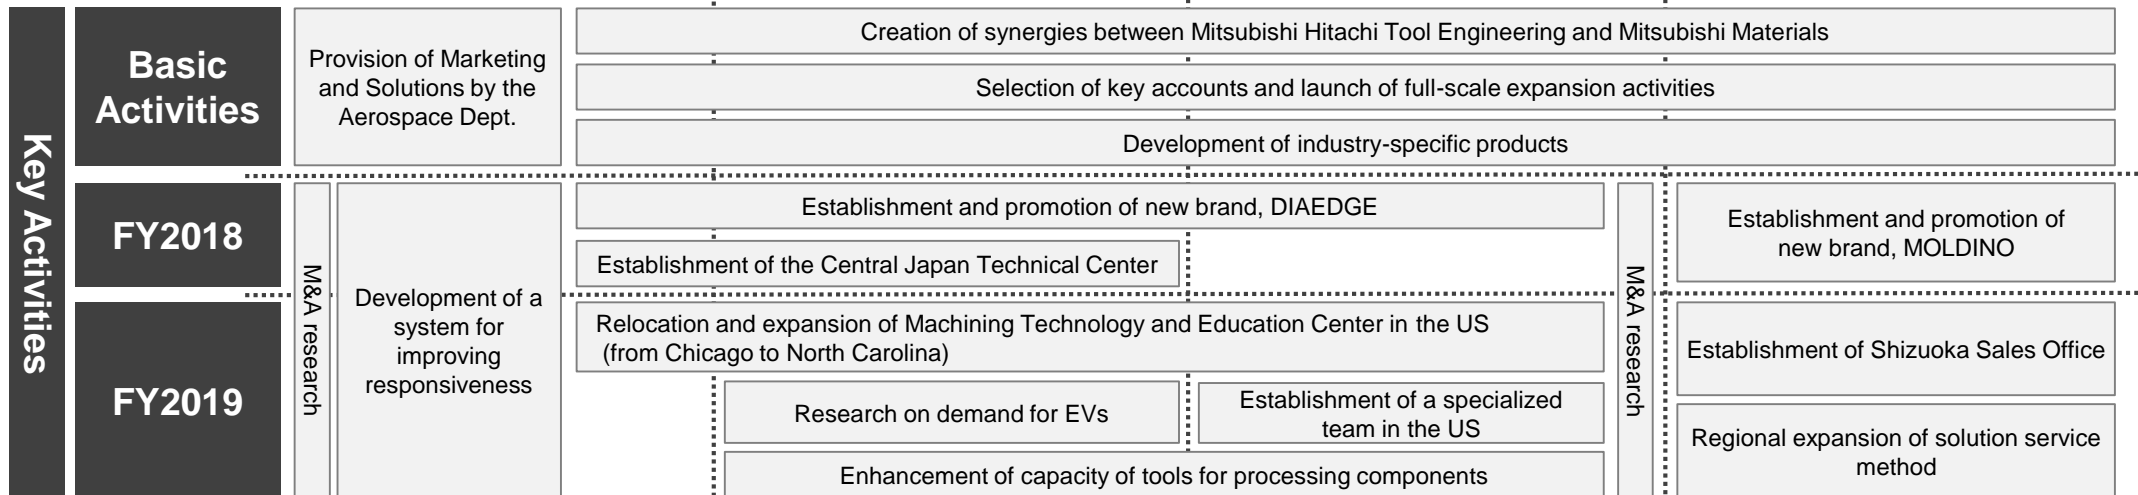 Key Activities
Basic
Activities
Provision of Marketing
and Solutions by the
Aerospace Dept.
Creation of synergies between Mitsubishi Hitachi Tool Engineering and Mitsubishi Materials
Selection of key accounts and launch of full-scale expansion activities
Development of industry-specific products
FY2018
M&A research
Development of a
system for
improving
responsiveness
Establishment and promotion of new brand, DIAEDGE
Establishment of the Central Japan Technical Center
M&A research
Establishment and promotion of
new brand, MOLDINO
FY2019
Relocation and expansion of Machining Technology and Education Center in the US
(from Chicago to North Carolina)
Research on demand for EVs
Establishment of a specialized
team in the US
Enhancement of capacity of tools for processing components
Establishment of Shizuoka Sales Office
Regional expansion of solution service
method